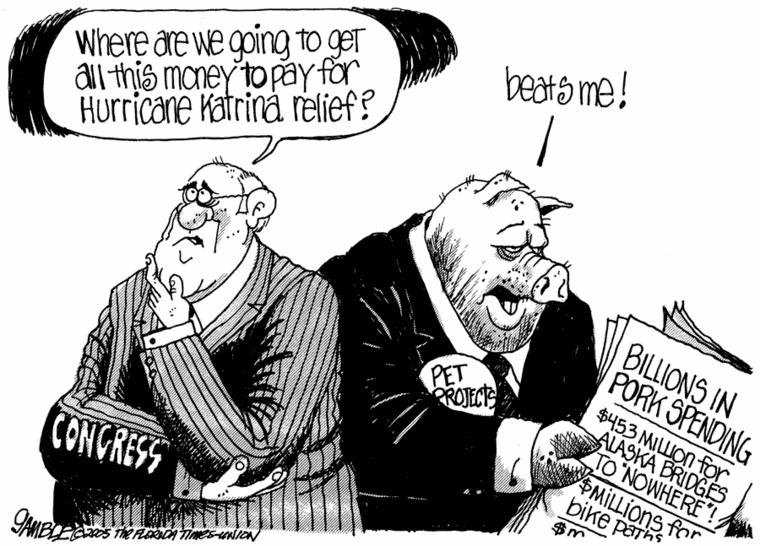 Where are we going to get
all this money to pay for
Hurricane Katrina relief?
beats me!
CONGRESS
PET
PROJECTS
BILLIONS IN
PORK SPENDING
$453 MILLION for
ALASKA BRIDGES
TO "NOWHERE"!
$MILLIONS for
bike paths
$m
GAMBLE ©2005 THE FLORIDA TIMES-UNION